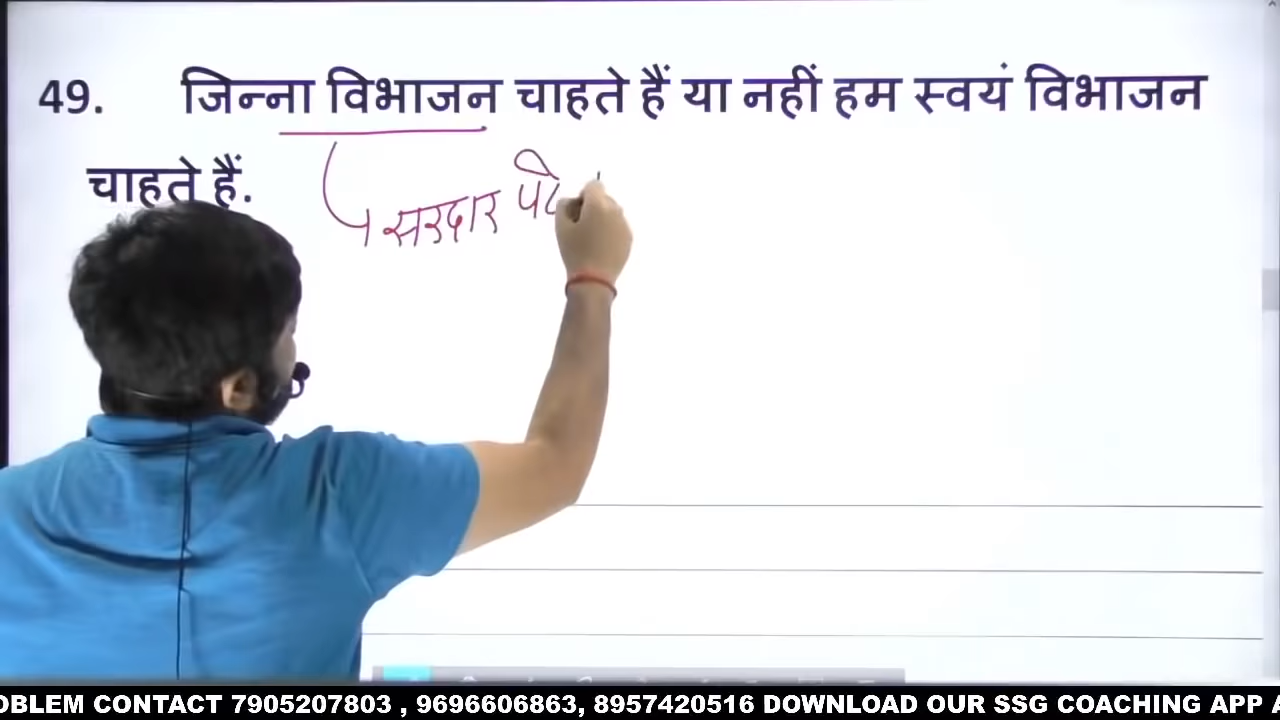 49. जिन्ना विभाजन चाहते हैं या नहीं हम स्वयं विभाजन
चाहते हैं.
सरदार
OBLEM CONTACT 7905207803 , 9696606863, 8957420516 DOWNLOAD OUR SSG COACHING APP A